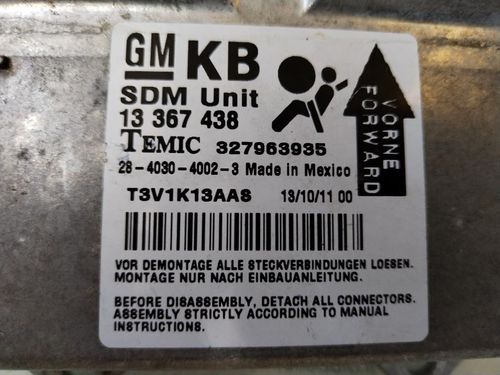 GM KB
SDM Unit
13 367 438
TEMIC 327963935
28-4030-4002-3 Made in Mexico
T3V1K13AAS 13/10/11 00
VORNE
FORWARD
VOR DEMONTAGE ALLE STECKVERBINDUNGEN LOESEN.
MONTAGE NUR NACH EINBAUANLEITUNG.
BEFORE DISASSEMBLY, DETACH ALL CONNECTORS.
ASSEMBLY STRICTLY ACCORDING TO MANUAL
INSTRUCTIONS.